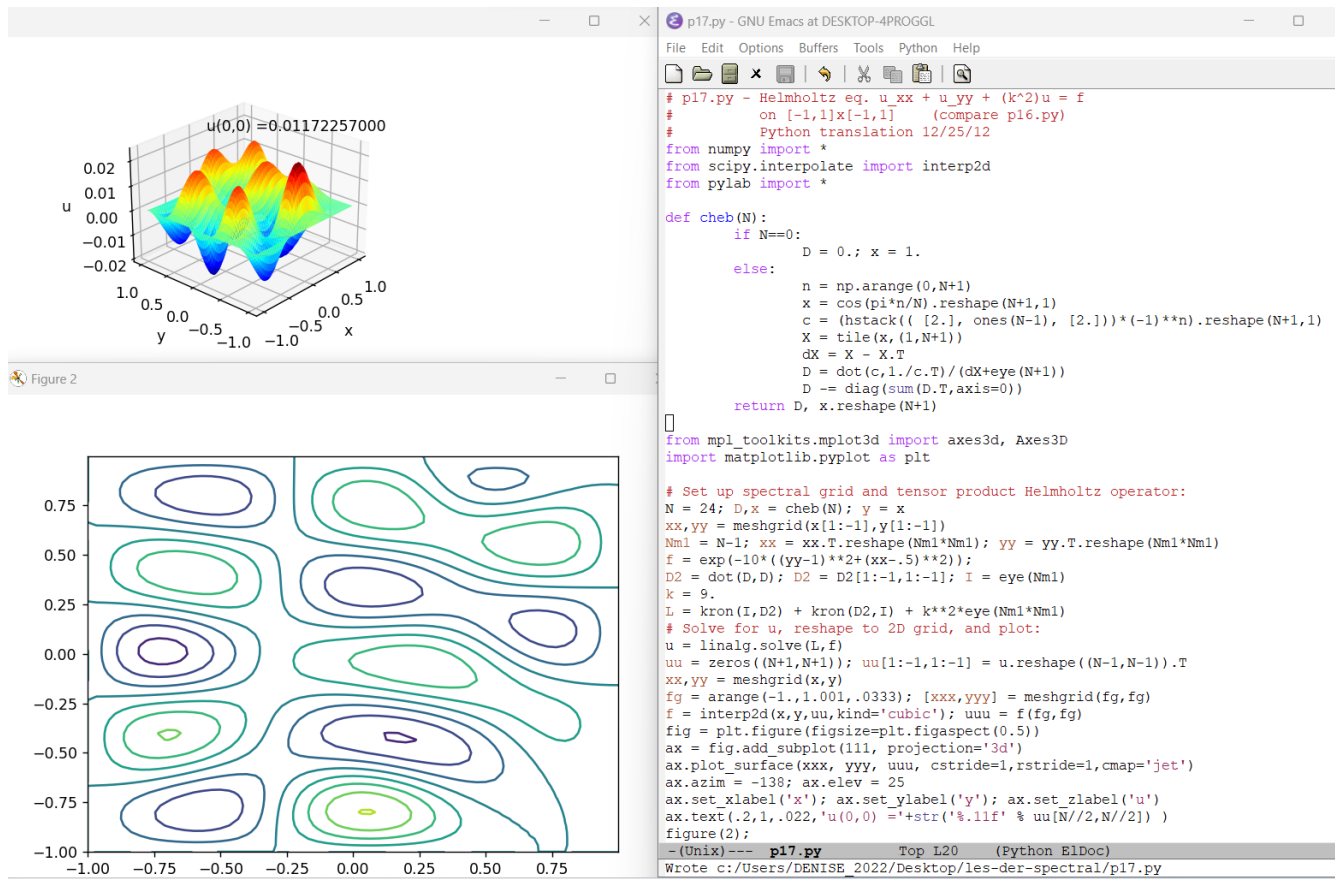 u(0,0) =0.01172257000
0.02
0.01
0.00
−0.01
−0.02
u
1.0
0.5
0.0
−0.5
−1.0
y
−1.0
−0.5
0.0
0.5
1.0
x
Figure 2
0.75
0.50
0.25
0.00
−0.25
−0.50
−0.75
−1.00
−1.00 −0.75 −0.50 −0.25 0.00 0.25 0.50 0.75
p17.py - GNU Emacs at DESKTOP-4PROGGL
File Edit Options Buffers Tools Python Help
# p17.py - Helmholtz eq. u_xx + u_yy + (k^2)u = f
#          on [-1,1]x[-1,1]    (compare p16.py)
#          Python translation 12/25/12
from numpy import *
from scipy.interpolate import interp2d
from pylab import *
def cheb(N):
        if N==0:
                D = 0.; x = 1.
        else:
                n = np.arange(0,N+1)
                x = cos(pi*n/N).reshape(N+1,1)
                c = (hstack(( [2.], ones(N-1), [2.]))*(-1)**n).reshape(N+1,1)
                X = tile(x,(1,N+1))
                dX = X - X.T
                D = dot(c,1./c.T)/(dX+eye(N+1))
                D -= diag(sum(D.T,axis=0))
        return D, x.reshape(N+1)
from mpl_toolkits.mplot3d import axes3d, Axes3D
import matplotlib.pyplot as plt
# Set up spectral grid and tensor product Helmholtz operator:
N = 24; D,x = cheb(N); y = x
xx,yy = meshgrid(x[1:-1],y[1:-1])
Nm1 = N-1; xx = xx.T.reshape(Nm1*Nm1); yy = yy.T.reshape(Nm1*Nm1)
f = exp(-10*((yy-1)**2+(xx-.5)**2));
D2 = dot(D,D); D2 = D2[1:-1,1:-1]; I = eye(Nm1)
k = 9.
L = kron(I,D2) + kron(D2,I) + k**2*eye(Nm1*Nm1)
# Solve for u, reshape to 2D grid, and plot:
u = linalg.solve(L,f)
uu = zeros((N+1,N+1)); uu[1:-1,1:-1] = u.reshape((N-1,N-1)).T
xx,yy = meshgrid(x,y)
fg = arange(-1.,1.001,.0333); [xxx,yyy] = meshgrid(fg,fg)
f = interp2d(x,y,uu,kind='cubic'); uuu = f(fg,fg)
fig = plt.figure(figsize=plt.figaspect(0.5))
ax = fig.add_subplot(111, projection='3d')
ax.plot_surface(xxx, yyy, uuu, cstride=1,rstride=1,cmap='jet')
ax.azim = -138; ax.elev = 25
ax.set_xlabel('x'); ax.set_ylabel('y'); ax.set_zlabel('u')
ax.text(.2,1,.022,'u(0,0) ='+str('%.11f' % uu[N//2,N//2]) )
figure(2);
-(Unix)--- p17.py Top L20 (Python ElDoc)
Wrote c:/Users/DENISE_2022/Desktop/les-der-spectral/p17.py